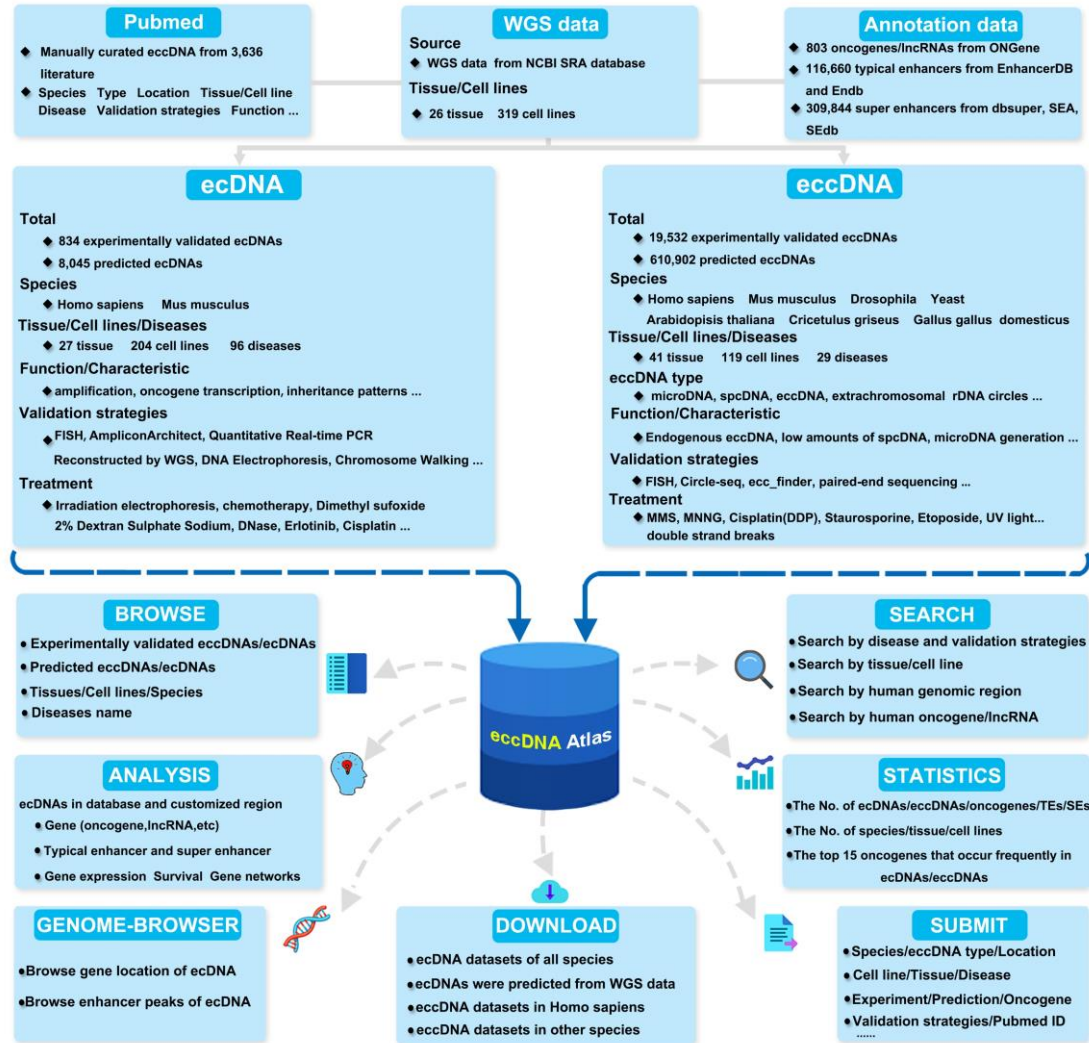 Pubmed
◆ Manually curated eccDNA from 3,636
literature
◆ Species Type Location Tissue/Cell line
Disease Validation strategies Function ...
WGS data
Source
◆ WGS data from NCBI SRA database
Tissue/Cell lines
◆ 26 tissue 319 cell lines
Annotation data
◆ 803 oncogenes/lncRNAs from ONGene
◆ 116,660 typical enhancers from EnhancerDB
and Endb
◆ 309,844 super enhancers from dbsuper, SEA,
SEdb
ecDNA
Total
◆ 834 experimentally validated ecDNAs
◆ 8,045 predicted ecDNAs
Species
◆ Homo sapiens Mus musculus
Tissue/Cell lines/Diseases
◆ 27 tissue 204 cell lines 96 diseases
Function/Characteristic
◆ amplification, oncogene transcription, inheritance patterns ...
Validation strategies
◆ FISH, AmpliconArchitect, Quantitative Real-time PCR
Reconstructed by WGS, DNA Electrophoresis, Chromosome Walking ...
Treatment
◆ Irradiation electrophoresis, chemotherapy, Dimethyl sufoxide
2% Dextran Sulphate Sodium, DNase, Erlotinib, Cisplatin ...
eccDNA
Total
◆ 19,532 experimentally validated eccDNAs
◆ 610,902 predicted eccDNAs
Species
◆ Homo sapiens Mus musculus Drosophila Yeast
Arabidopisis thaliana Cricetulus griseus Gallus gallus domesticus
Tissue/Cell lines/Diseases
◆ 41 tissue 119 cell lines 29 diseases
eccDNA type
◆ microDNA, spcDNA, eccDNA, extrachromosomal rDNA circles ...
Function/Characteristic
◆ Endogenous eccDNA, low amounts of spcDNA, microDNA generation ...
Validation strategies
◆ FISH, Circle-seq, ecc_finder, paired-end sequencing ...
Treatment
◆ MMS, MNNG, Cisplatin(DDP), Staurosporine, Etoposide, UV light...
double strand breaks
BROWSE
• Experimentally validated eccDNAs/ecDNAs
• Predicted eccDNAs/ecDNAs
• Tissues/Cell lines/Species
• Diseases name
SEARCH
• Search by disease and validation strategies
• Search by tissue/cell line
• Search by human genomic region
• Search by human oncogene/lncRNA
eccDNA Atlas
ANALYSIS
ecDNAs in database and customized region
• Gene (oncogene,lncRNA,etc)
• Typical enhancer and super enhancer
• Gene expression Survival Gene networks
STATISTICS
• The No. of ecDNAs/eccDNAs/oncogenes/TEs/SEs
• The No. of species/tissue/cell lines
• The top 15 oncogenes that occur frequently in
ecDNAs/eccDNAs
GENOME-BROWSER
• Browse gene location of ecDNA
• Browse enhancer peaks of ecDNA
DOWNLOAD
• ecDNA datasets of all species
• ecDNAs were predicted from WGS data
• eccDNA datasets in Homo sapiens
• eccDNA datasets in other species
SUBMIT
• Species/eccDNA type/Location
• Cell line/Tissue/Disease
• Experiment/Prediction/Oncogene
• Validation strategies/Pubmed ID
......